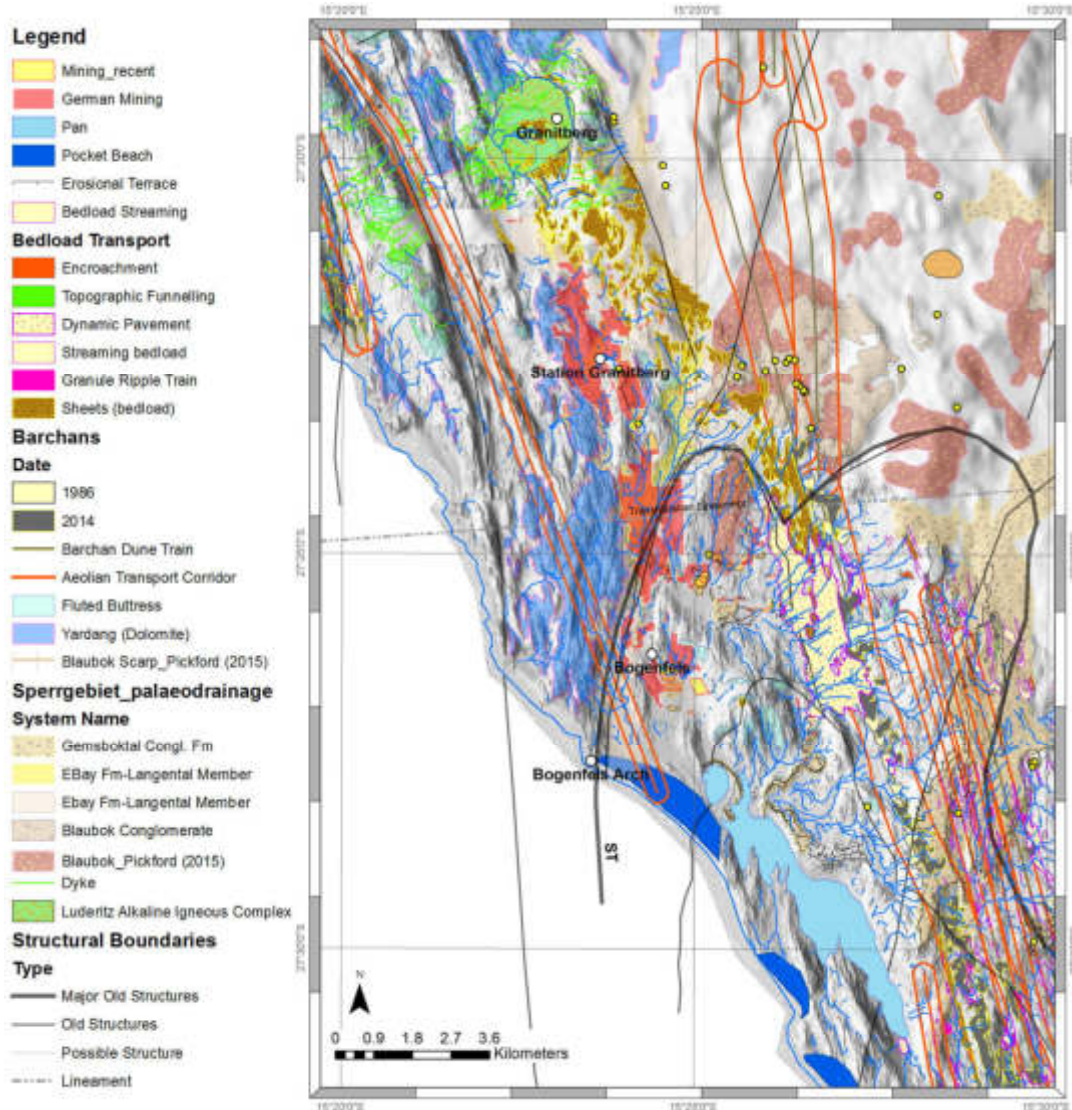 Legend
Mining_recent
German Mining
Pan
Pocket Beach
Erosional Terrace
Bedload Streaming
Bedload Transport
Encroachment
Topographic Funnelling
Dynamic Pavement
Streaming bedload
Granule Ripple Train
Sheets (bedload)
Barchans
Date
1986
2014
Barchan Dune Train
Aeolian Transport Corridor
Fluted Buttress
Yardang (Dolomite)
Blaubok Scarp_Pickford (2015)
Sperrgebiet_palaeodrainage
System Name
Gemsboktal Congl. Fm
EBay Fm-Langental Member
Ebay Fm-Langental Member
Blaubok Conglomerate
Blaubok_Pickford (2015)
Dyke
Luderitz Alkaline Igneous Complex
Structural Boundaries
Type
Major Old Structures
Old Structures
Possible Structure
Lineament
Granitberg
Station Granitberg
Bogenfels
Bogenfels Arch
ST
N
0 0.9 1.8 2.7 3.6
Kilometers